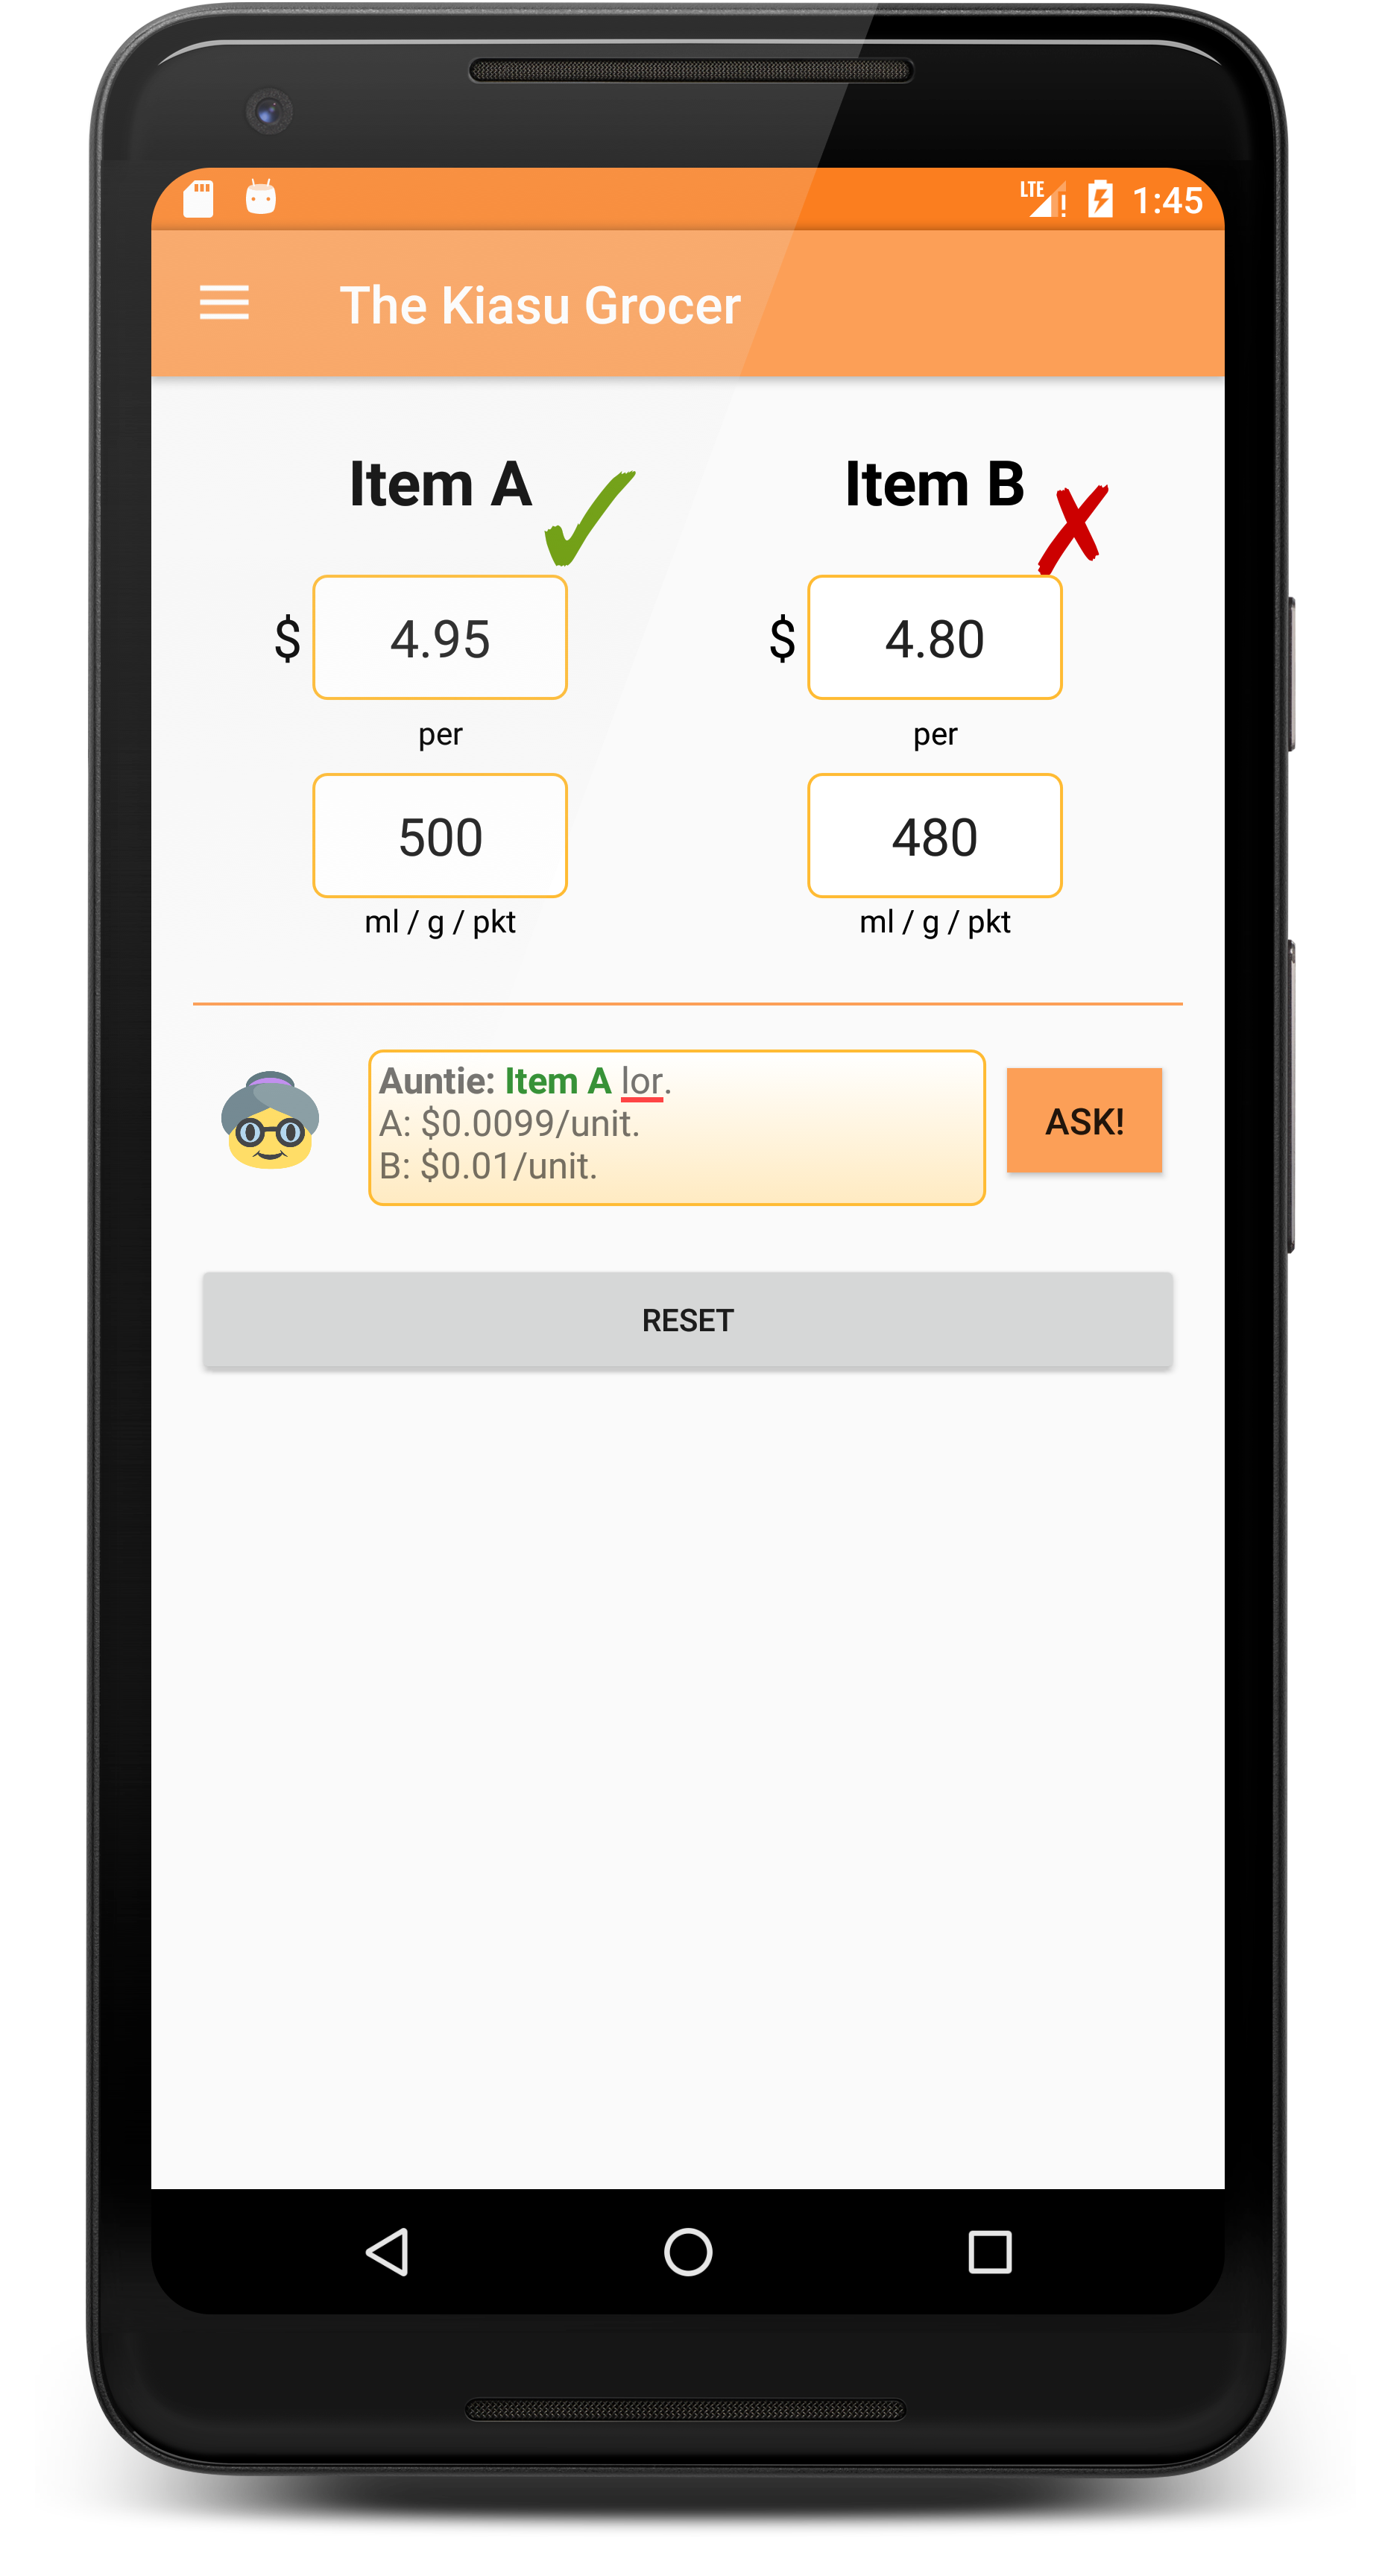 LTE 1:45
The Kiasu Grocer
Item A Item B
$ 4.95 $ 4.80
per per
500 480
ml / g / pkt ml / g / pkt
Auntie: Item A lor.
A: $0.0099/unit.
B: $0.01/unit.
ASK!
RESET